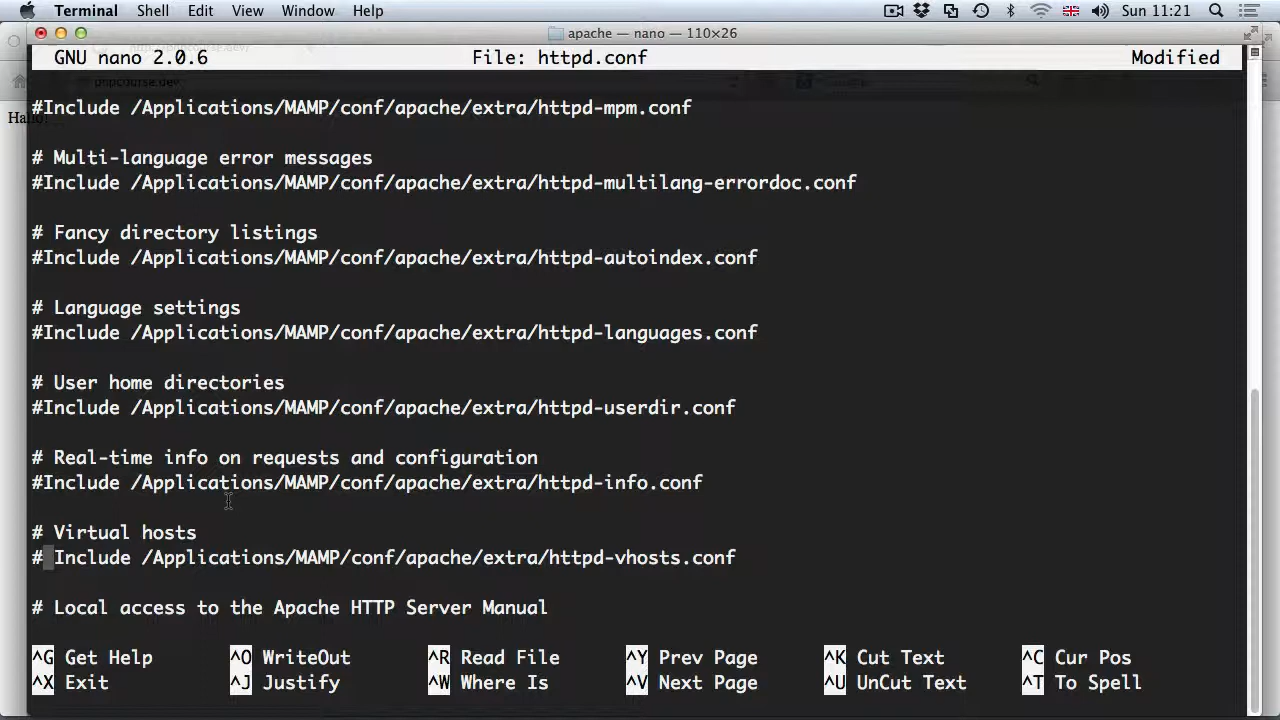 Terminal Shell Edit View Window Help Sun 11:21
apache — nano — 110×26
GNU nano 2.0.6 File: httpd.conf Modified
phpcourse.dev
#Include /Applications/MAMP/conf/apache/extra/httpd-mpm.conf
# Multi-language error messages
#Include /Applications/MAMP/conf/apache/extra/httpd-multilang-errordoc.conf
# Fancy directory listings
#Include /Applications/MAMP/conf/apache/extra/httpd-autoindex.conf
# Language settings
#Include /Applications/MAMP/conf/apache/extra/httpd-languages.conf
# User home directories
#Include /Applications/MAMP/conf/apache/extra/httpd-userdir.conf
# Real-time info on requests and configuration
#Include /Applications/MAMP/conf/apache/extra/httpd-info.conf
# Virtual hosts
# Include /Applications/MAMP/conf/apache/extra/httpd-vhosts.conf
# Local access to the Apache HTTP Server Manual
^G Get Help ^O WriteOut ^R Read File ^Y Prev Page ^K Cut Text ^C Cur Pos
^X Exit ^J Justify ^W Where Is ^V Next Page ^U UnCut Text ^T To Spell